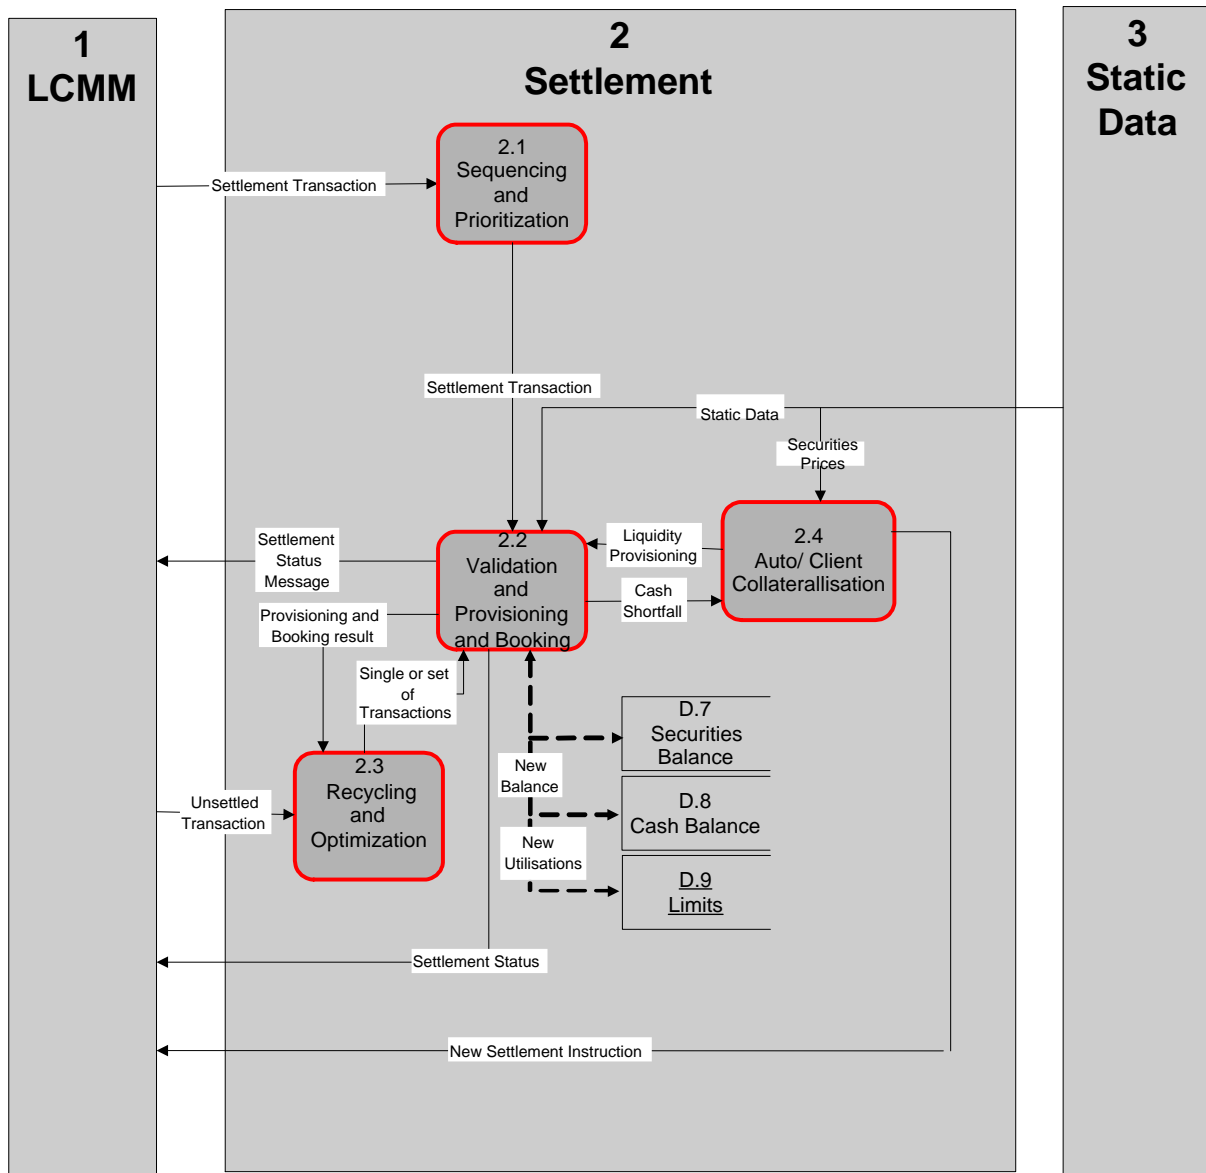 1
LCMM
2
Settlement
3
Static
Data
2.1
Sequencing
and
Prioritization
Settlement Transaction
Settlement Transaction
Static Data
Securities
Prices
2.2
Validation
and
Provisioning
and Booking
Liquidity
Provisioning
2.4
Auto/ Client
Collateralisation
Settlement
Status
Message
Cash
Shortfall
Provisioning and
Booking result
Single or set
of
Transactions
D.7
Securities
Balance
New
Balance
2.3
Recycling
and
Optimization
Unsettled
Transaction
D.8
Cash Balance
New
Utilisations
D.9
Limits
Settlement Status
New Settlement Instruction